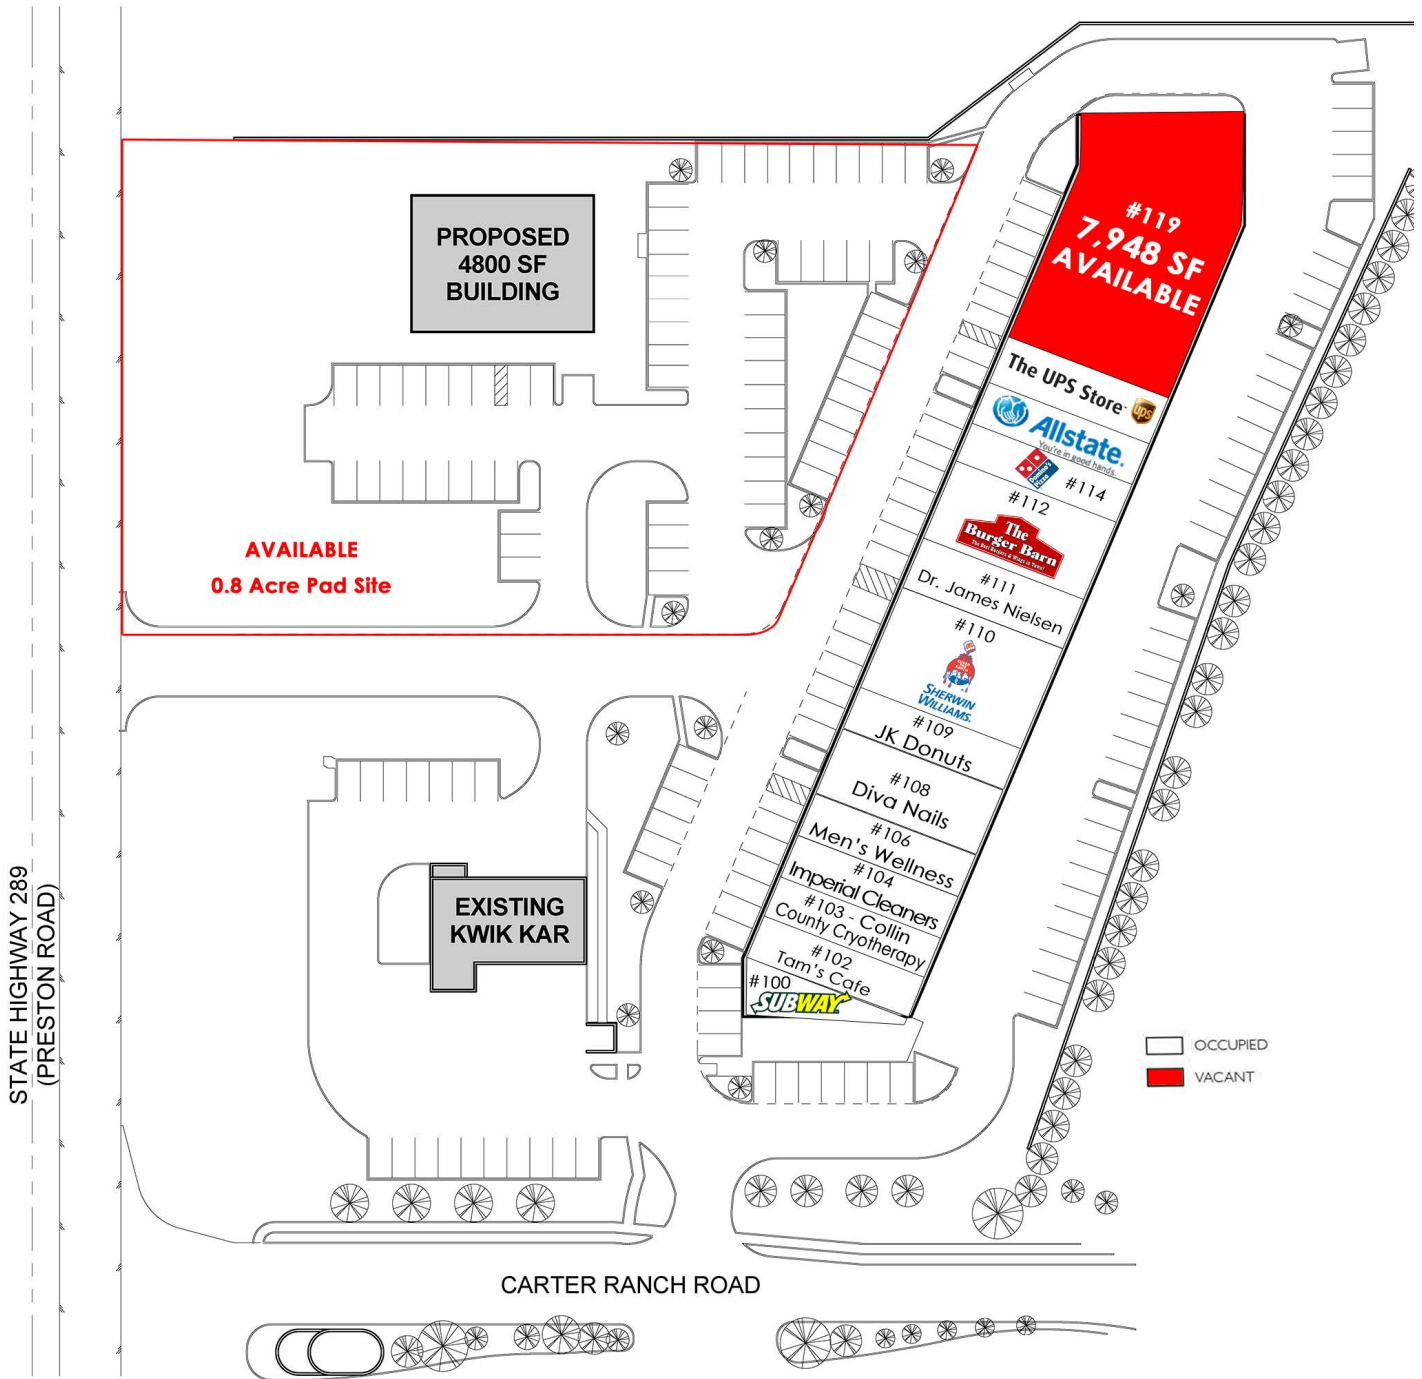 PROPOSED
4800 SF
BUILDING
AVAILABLE
0.8 Acre Pad Site
#119
7,948 SF
AVAILABLE
The UPS Store
ups
Allstate.
You're in good hands.
Domino's
Pizza
#114
#112
The
Burger Barn
#111
Dr. James Nielsen
#110
SHERWIN
WILLIAMS.
#109
JK Donuts
#108
Diva Nails
#106
Men's Wellness
#104
Imperial Cleaners
#103 - Collin
County Cryotherapy
#102
Tam's Cafe
#100
SUBWAY
EXISTING
KWIK KAR
STATE HIGHWAY 289
(PRESTON ROAD)
OCCUPIED
VACANT
CARTER RANCH ROAD